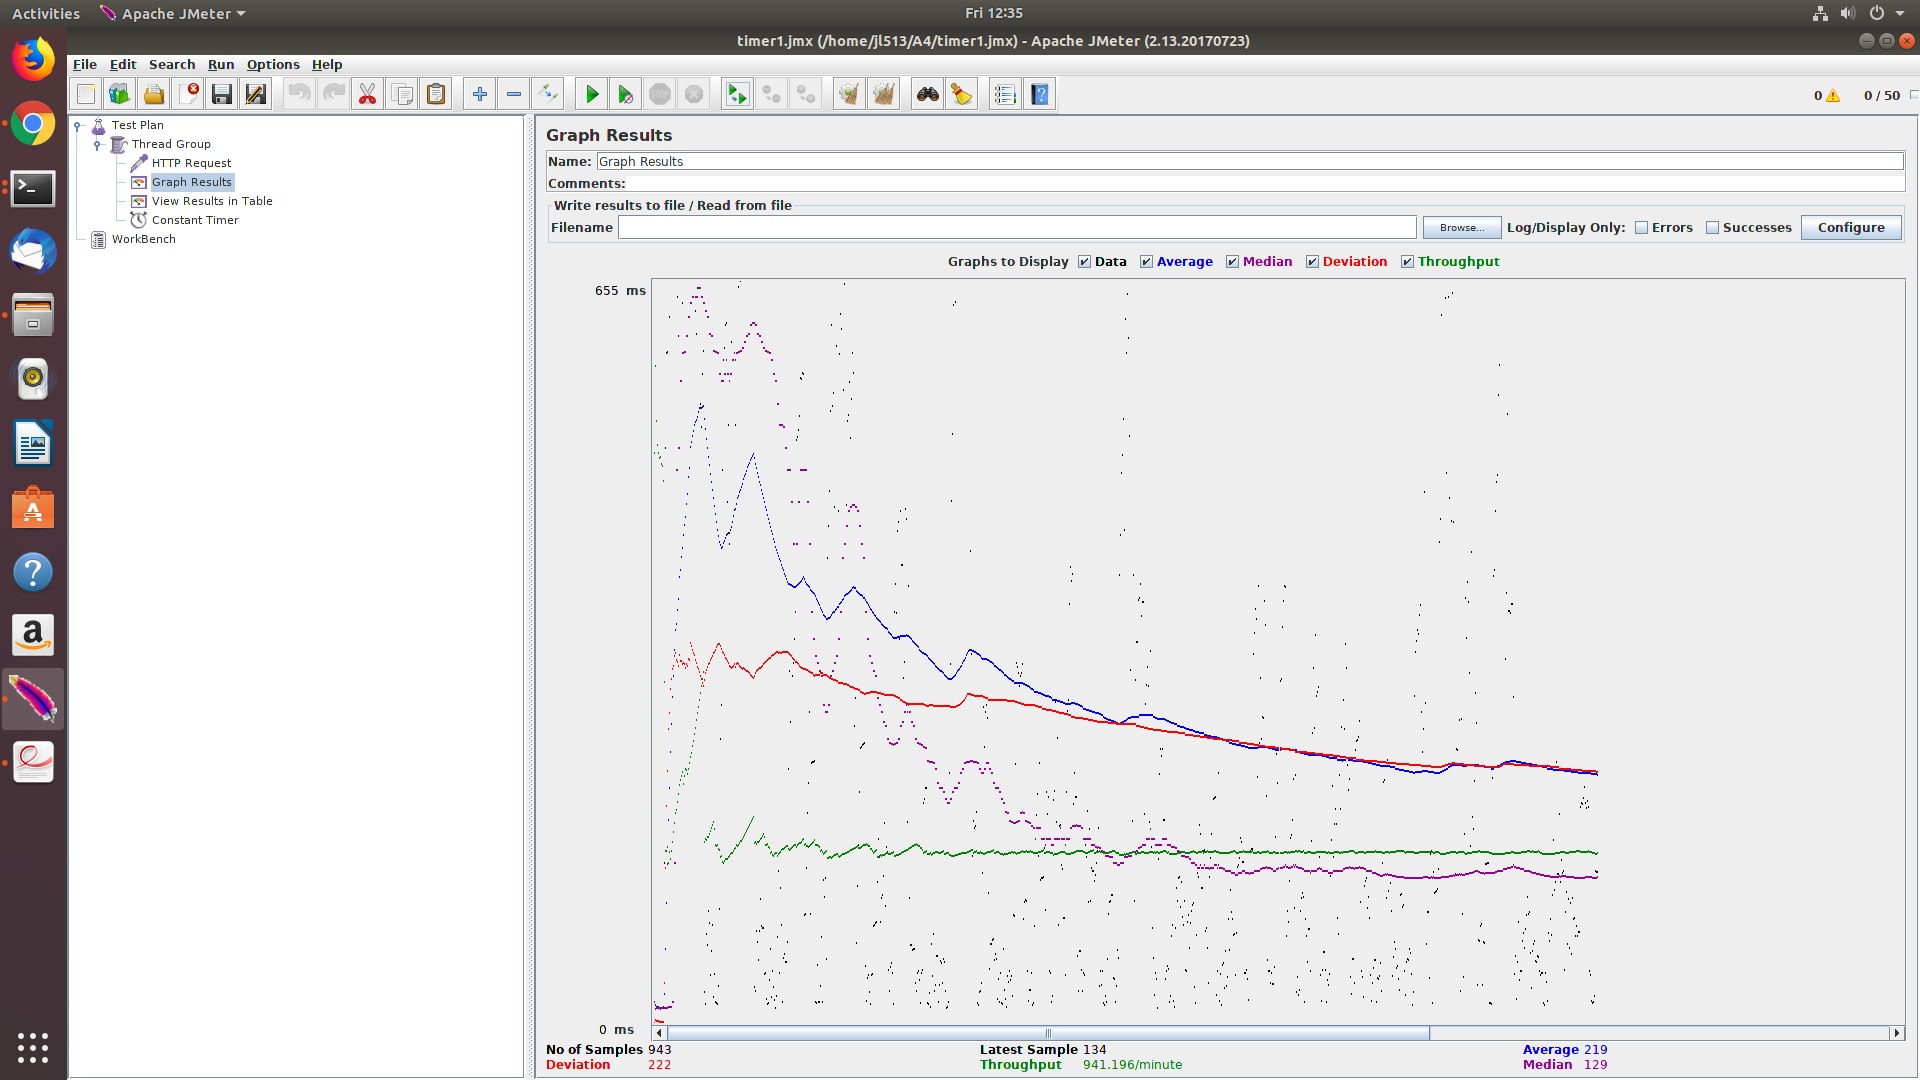 Activities Apache JMeter Fri 12:35
timer1.jmx (/home/jl513/A4/timer1.jmx) - Apache JMeter (2.13.20170723)
File Edit Search Run Options Help
STOP 0 0 / 50
Test Plan
Thread Group
HTTP Request
Graph Results
View Results in Table
Constant Timer
WorkBench
Graph Results
Name: Graph Results
Comments:
Write results to file / Read from file
Filename Browse... Log/Display Only: Errors Successes Configure
Graphs to Display Data Average Median Deviation Throughput
655 ms
0 ms
No of Samples 943 Latest Sample 134 Average 219
Deviation 222 Throughput 941.196/minute Median 129